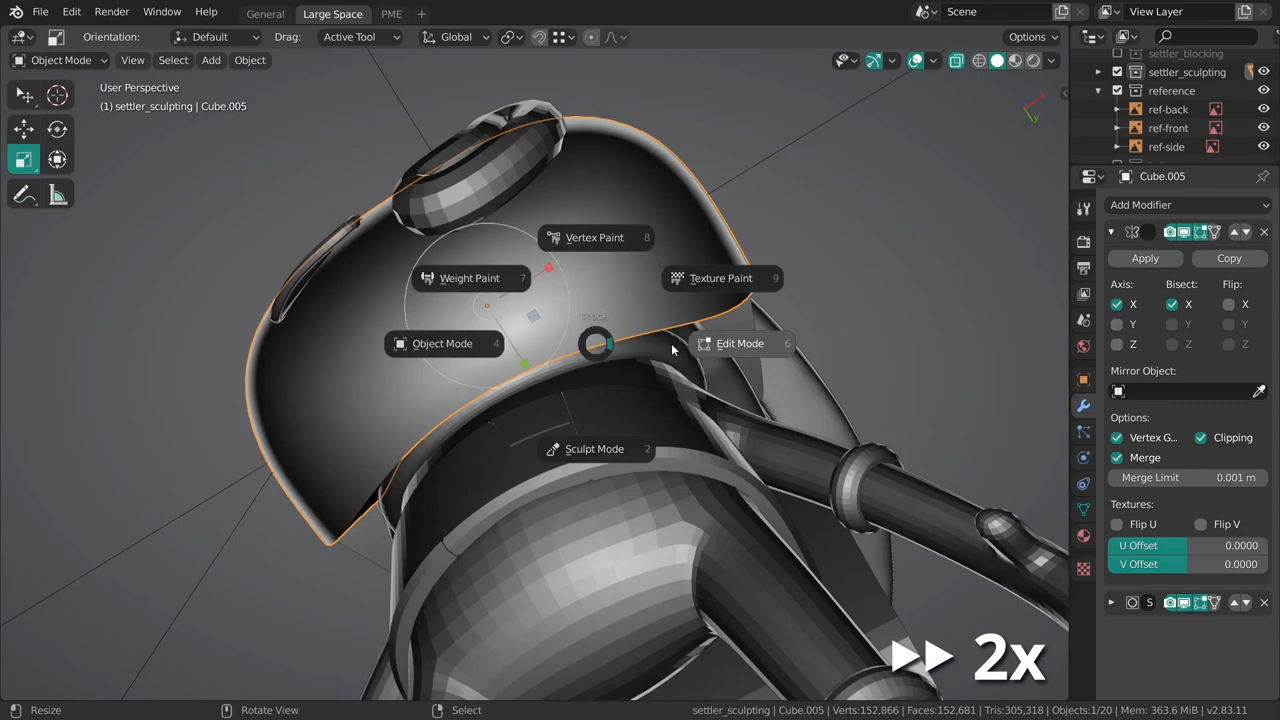 File Edit Render Window Help General Large Space PME + Scene View Layer
Orientation: Default Drag: Active Tool Global Options
Object Mode View Select Add Object
User Perspective
(1) settler_sculpting | Cube.005
settler_blocking
settler_sculpting
reference
ref-back
ref-front
ref-side
Cube.005
Add Modifier
Apply Copy
Axis: Bisect: Flip:
X X X
Y Y Y
Z Z Z
Mirror Object:
Options:
Vertex G... Clipping
Merge
Merge Limit 0.001 m
Textures:
Flip U Flip V
U Offset 0.0000
V Offset 0.0000
S
Vertex Paint 8
Weight Paint 7
Texture Paint 9
Object Mode 4
Edit Mode 6
Sculpt Mode 2
y
2x
Resize Rotate View Select settler_sculpting | Cube.005 | Verts:152,866 | Faces:152,681 | Tris:305,318 | Objects:1/20 | Mem: 363.6 MiB | v2.83.11